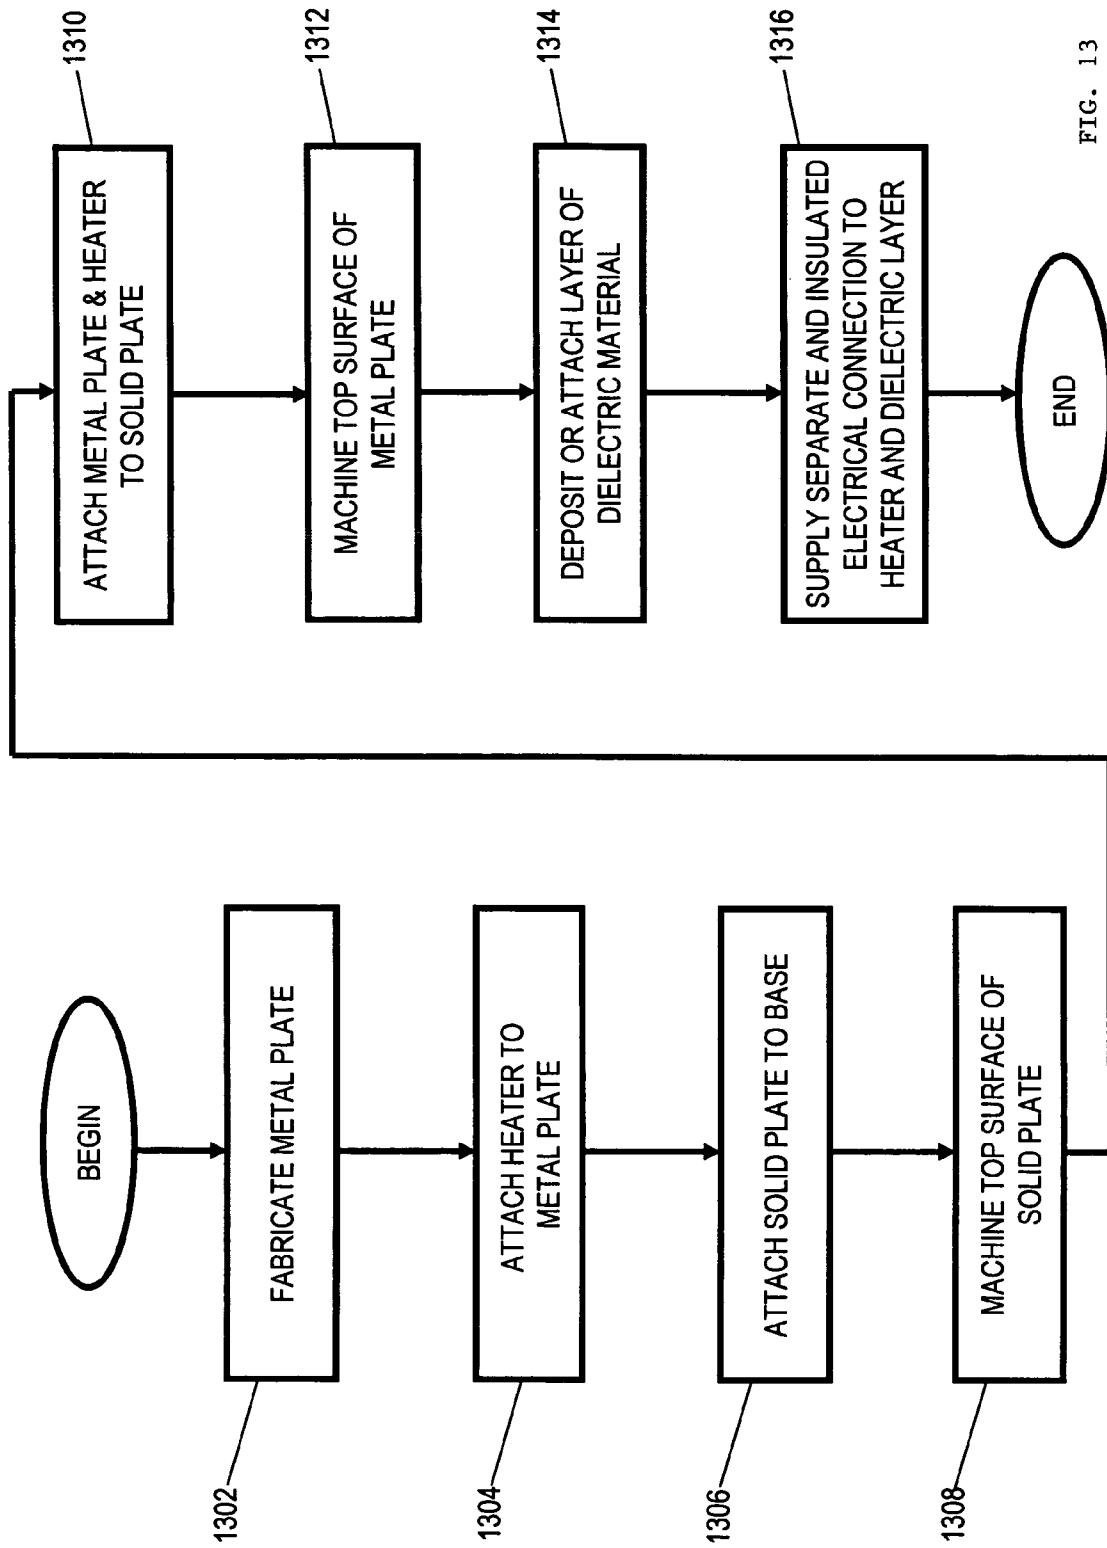 BEGIN
1302
FABRICATE METAL PLATE
1304
ATTACH HEATER TO
METAL PLATE
1306
ATTACH SOLID PLATE TO BASE
1308
MACHINE TOP SURFACE OF
SOLID PLATE
1310
ATTACH METAL PLATE & HEATER
TO SOLID PLATE
1312
MACHINE TOP SURFACE OF
METAL PLATE
1314
DEPOSIT OR ATTACH LAYER OF
DIELECTRIC MATERIAL
1316
SUPPLY SEPARATE AND INSULATED
ELECTRICAL CONNECTION TO
HEATER AND DIELECTRIC LAYER
END
FIG. 13